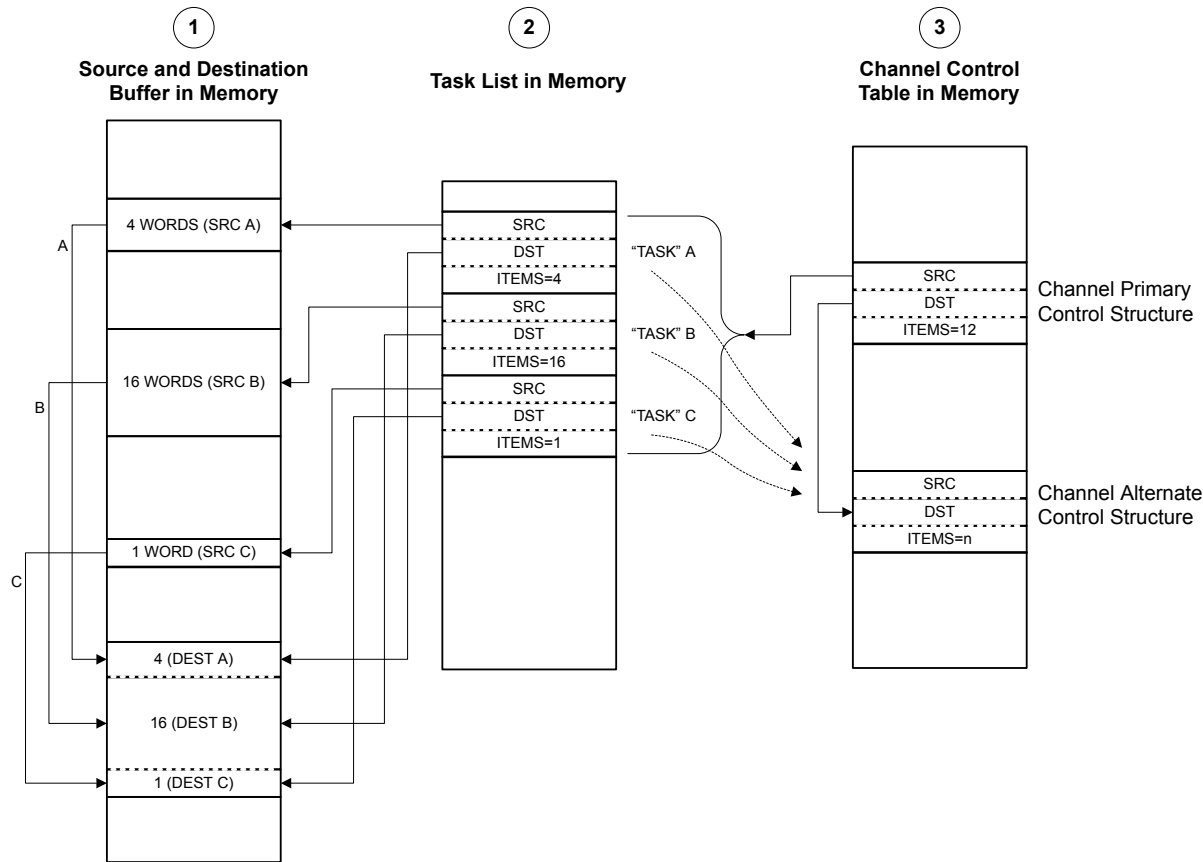 1
Source and Destination
Buffer in Memory
4 WORDS (SRC A)
A
16 WORDS (SRC B)
B
1 WORD (SRC C)
C
4 (DEST A)
16 (DEST B)
1 (DEST C)
2
Task List in Memory
SRC
DST
ITEMS=4
"TASK" A
SRC
DST
ITEMS=16
"TASK" B
SRC
DST
ITEMS=1
"TASK" C
3
Channel Control
Table in Memory
SRC
DST
ITEMS=12
Channel Primary
Control Structure
SRC
DST
ITEMS=n
Channel Alternate
Control Structure